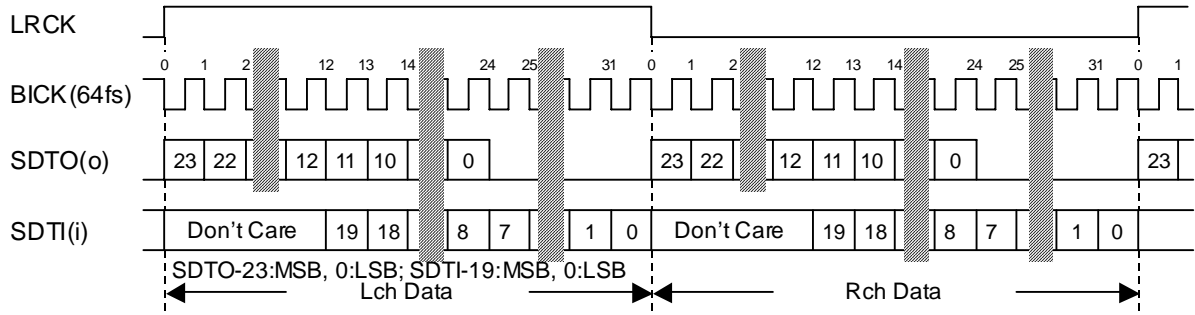 LRCK
0 1 2 12 13 14 24 25 31 0 1 2 12 13 14 24 25 31 0 1
BICK(64fs)
SDTO(o) 23 22 12 11 10 0 23 22 12 11 10 0 23
SDTI(i) Don't Care 19 18 8 7 1 0 Don't Care 19 18 8 7 1 0
SDTO-23:MSB, 0:LSB; SDTI-19:MSB, 0:LSB
Lch Data Rch Data